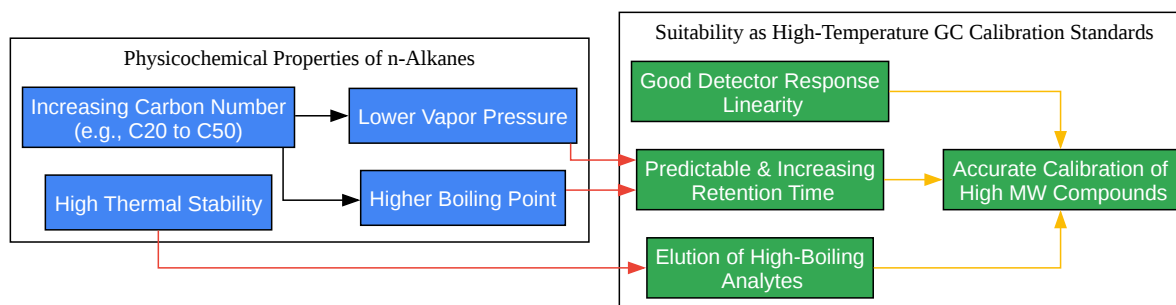 Physicochemical Properties of n-Alkanes
Increasing Carbon Number
(e.g., C20 to C50)
Lower Vapor Pressure
High Thermal Stability
Higher Boiling Point
Suitability as High-Temperature GC Calibration Standards
Good Detector Response
Linearity
Predictable & Increasing
Retention Time
Accurate Calibration of
High MW Compounds
Elution of High-Boiling
Analytes